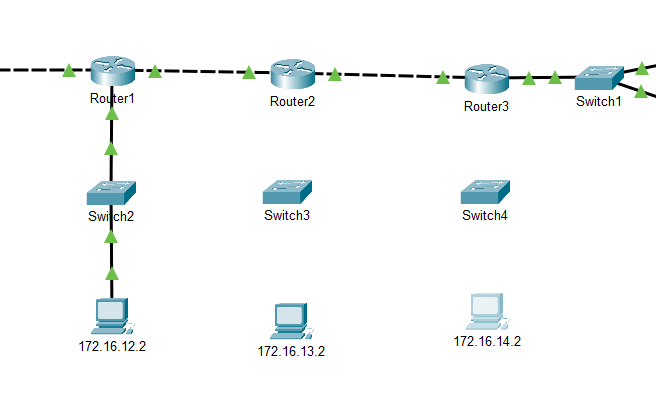 Router1
Router2
Router3
Switch1
Switch2
Switch3
Switch4
172.16.12.2
172.16.13.2
172.16.14.2